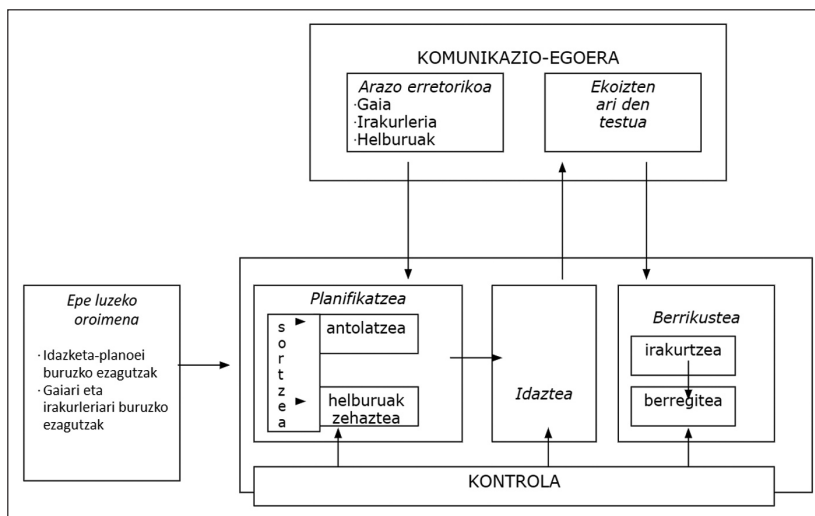 KOMUNIKAZIO-EGOERA
Arazo erretorikoa
·Gaia
·Irakurleria
·Helburuak
Ekoizten
ari den
testua
Epe luzeko
oroimena
· Idazketa-planoei
buruzko ezagutzak
· Gaiari eta
irakurleriari buruzko
ezagutzak
Planifikatzea
sortzea
antolatzea
helburuak
zehaztea
Idaztea
Berrikustea
irakurtzea
berregitea
KONTROLA